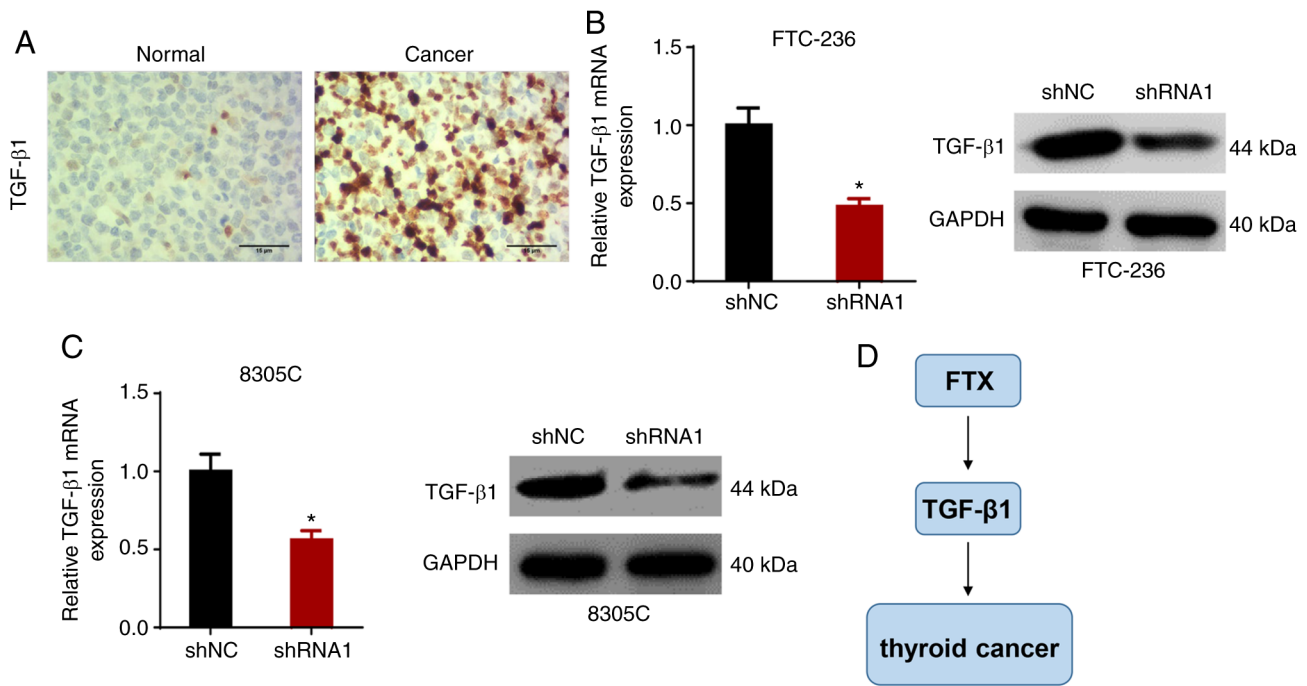 A
Normal
Cancer
TGF-β1
15 μm
B
FTC-236
Relative TGF-β1 mRNA
expression
1.5
1.0
0.5
0.0
*
shNC
shRNA1
shNC
shRNA1
TGF-β1
44 kDa
GAPDH
40 kDa
FTC-236
C
8305C
Relative TGF-β1 mRNA
expression
1.5
1.0
0.5
0.0
*
shNC
shRNA1
shNC
shRNA1
TGF-β1
44 kDa
GAPDH
40 kDa
8305C
D
FTX
TGF-β1
thyroid cancer